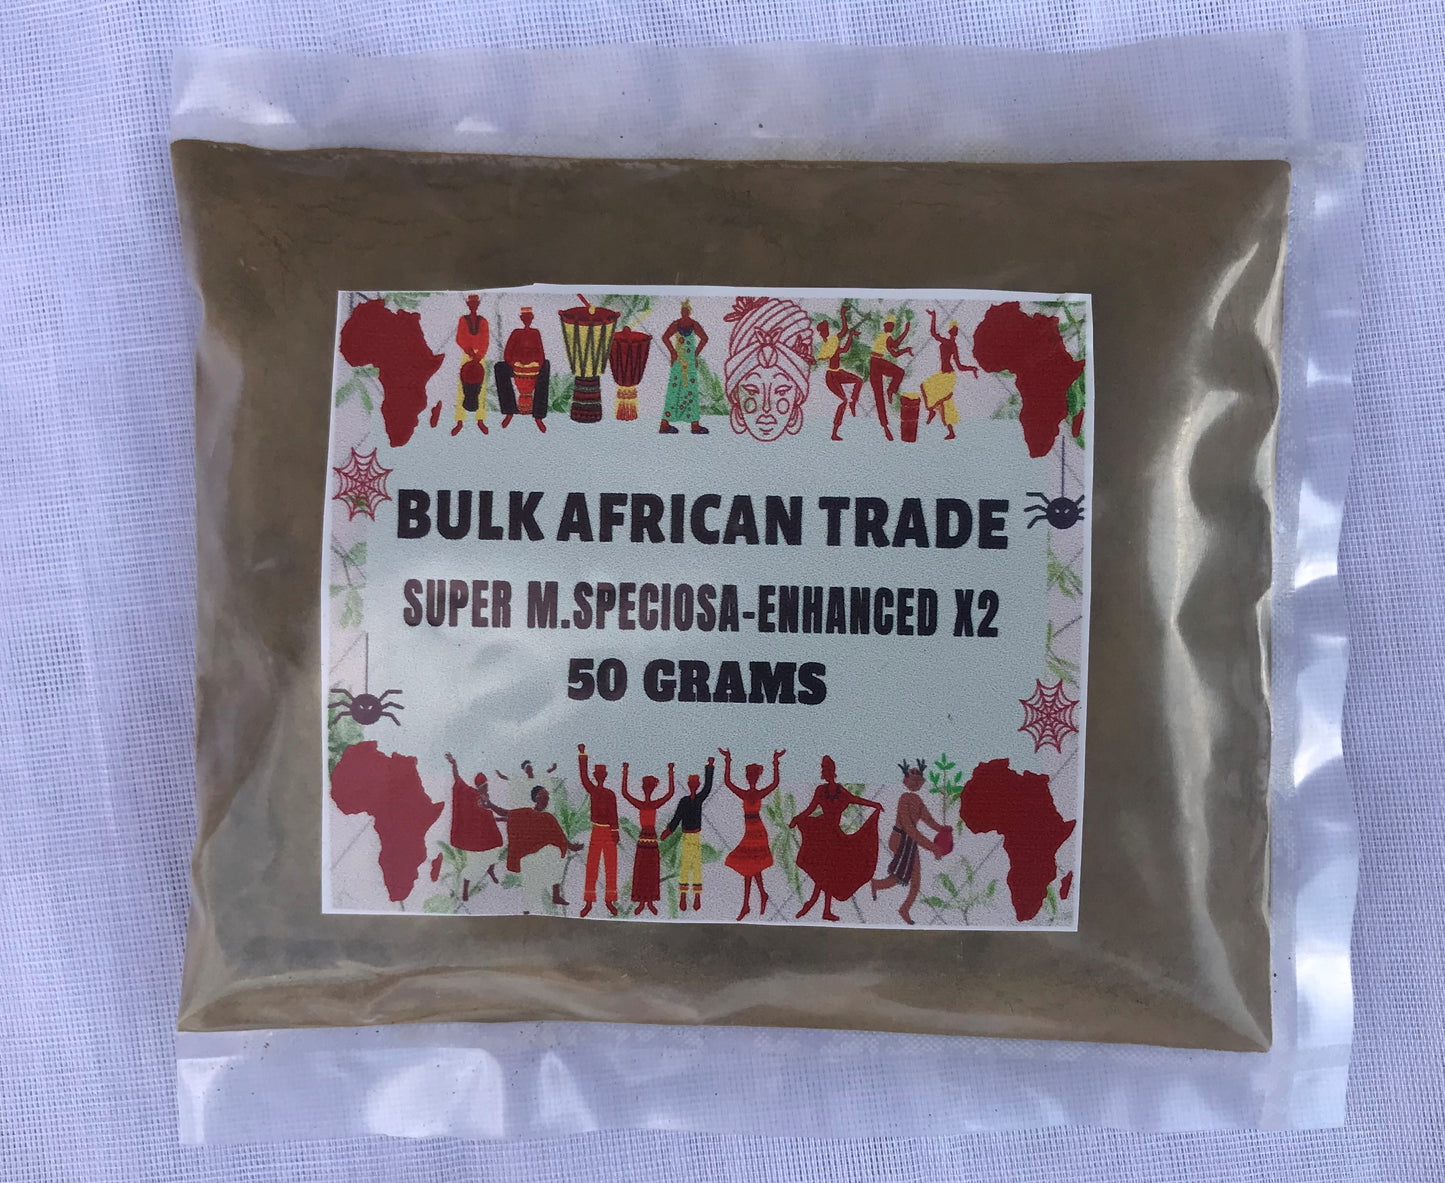 BULK AFRICAN TRADE
SUPER M.SPECIOSA-ENHANCED X2
50 GRAMS